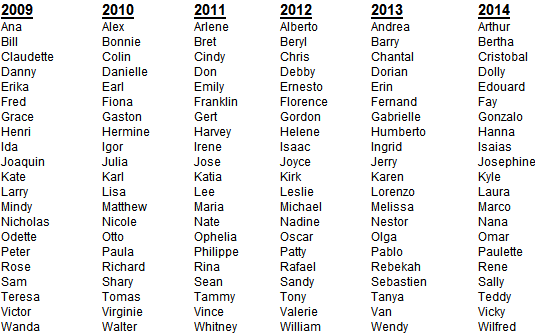 2009 2010 2011 2012 2013 2014
Ana Alex Arlene Alberto Andrea Arthur
Bill Bonnie Bret Beryl Barry Bertha
Claudette Colin Cindy Chris Chantal Cristobal
Danny Danielle Don Debby Dorian Dolly
Erika Earl Emily Ernesto Erin Edouard
Fred Fiona Franklin Florence Fernand Fay
Grace Gaston Gert Gordon Gabrielle Gonzalo
Henri Hermine Harvey Helene Humberto Hanna
Ida Igor Irene Isaac Ingrid Isaias
Joaquin Julia Jose Joyce Jerry Josephine
Kate Karl Katia Kirk Karen Kyle
Larry Lisa Lee Leslie Lorenzo Laura
Mindy Matthew Maria Michael Melissa Marco
Nicholas Nicole Nate Nadine Nestor Nana
Odette Otto Ophelia Oscar Olga Omar
Peter Paula Philippe Patty Pablo Paulette
Rose Richard Rina Rafael Rebekah Rene
Sam Shary Sean Sandy Sebastien Sally
Teresa Tomas Tammy Tony Tanya Teddy
Victor Virginie Vince Valerie Van Vicky
Wanda Walter Whitney William Wendy Wilfred